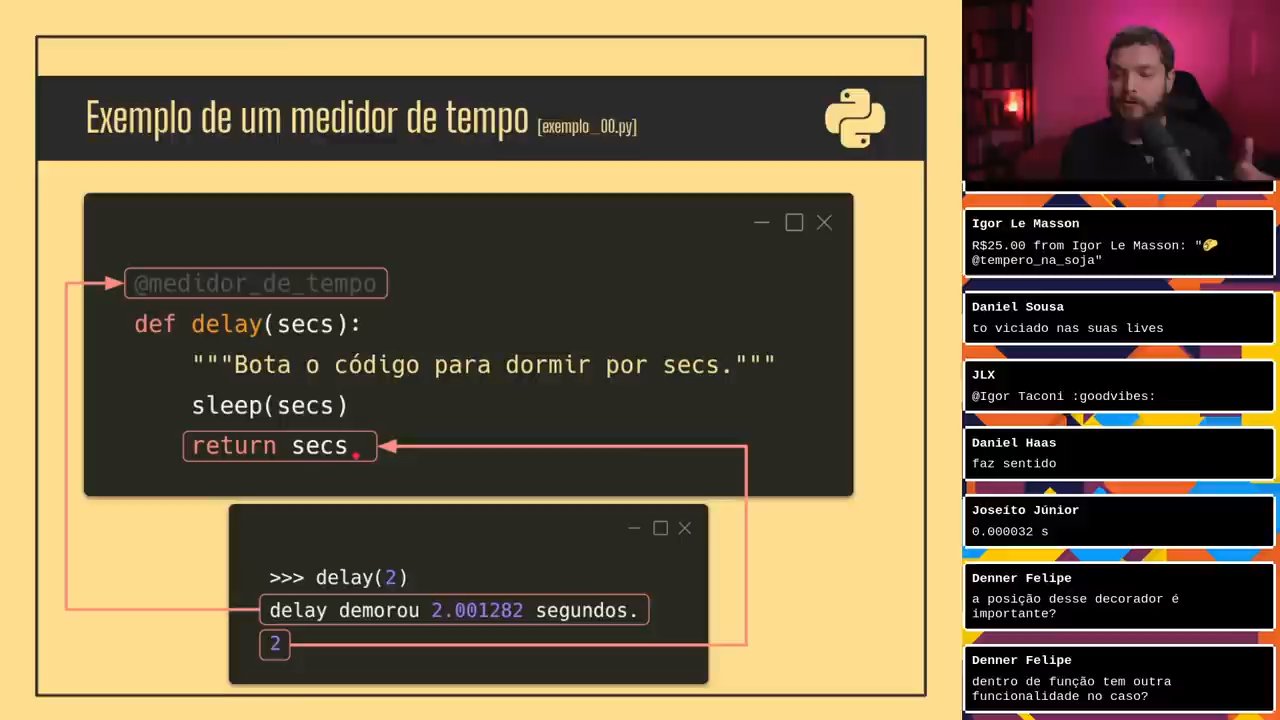 Exemplo de um medidor de tempo [exemplo_00.py]
@medidor_de_tempo
def delay(secs):
"""Bota o código para dormir por secs."""
sleep(secs)
return secs
>>> delay(2)
delay demorou 2.001282 segundos.
2
Igor Le Masson
R$25.00 from Igor Le Masson: "🌮
@tempero_na_soja"
Daniel Sousa
to viciado nas suas lives
JLX
@Igor Taconi :goodvibes:
Daniel Haas
faz sentido
Joseíto Júnior
0.000032 s
Denner Felipe
a posição desse decorador é
importante?
Denner Felipe
dentro de função tem outra
funcionalidade no caso?